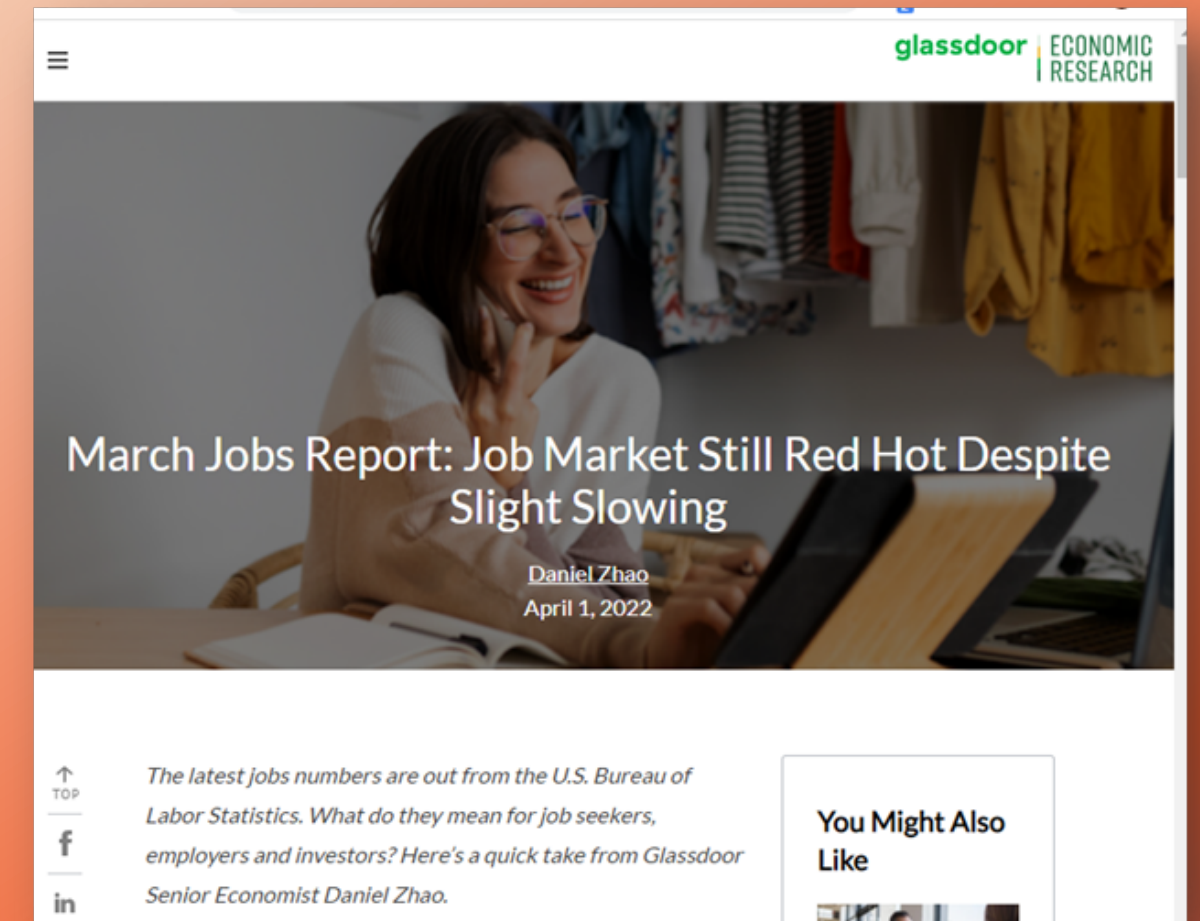 glassdoor
ECONOMIC
RESEARCH
March Jobs Report: Job Market Still Red Hot Despite
Slight Slowing
Daniel Zhao
April 1, 2022
TOP
f
in
The latest jobs numbers are out from the U.S. Bureau of
Labor Statistics. What do they mean for job seekers,
employers and investors? Here's a quick take from Glassdoor
Senior Economist Daniel Zhao.
You Might Also
Like